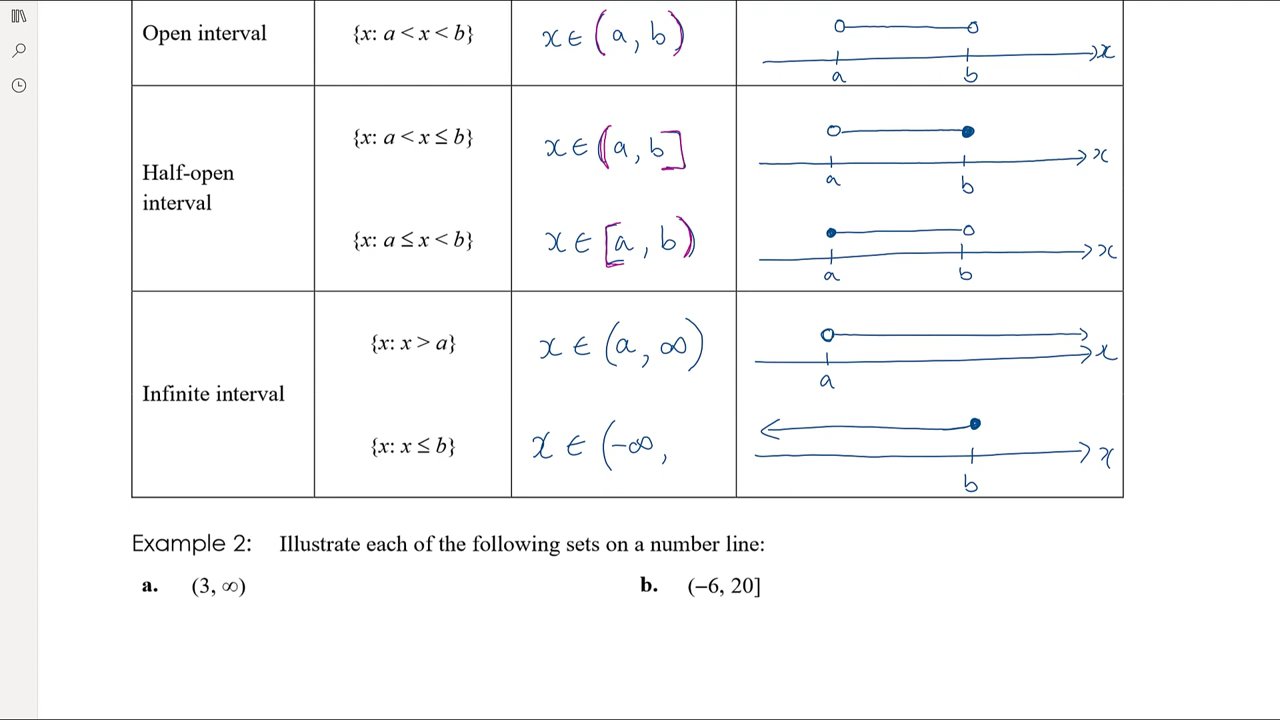 Open interval {x: a < x < b} x ∈ (a, b)
a b x
{x: a < x ≤ b} x ∈ (a, b]
a b x
Half-open
interval
{x: a ≤ x < b} x ∈ [a, b)
a b x
{x: x > a} x ∈ (a, ∞)
a x
Infinite interval
{x: x ≤ b} x ∈ (-∞,
b x
Example 2: Illustrate each of the following sets on a number line:
a. (3, ∞) b. (−6, 20]